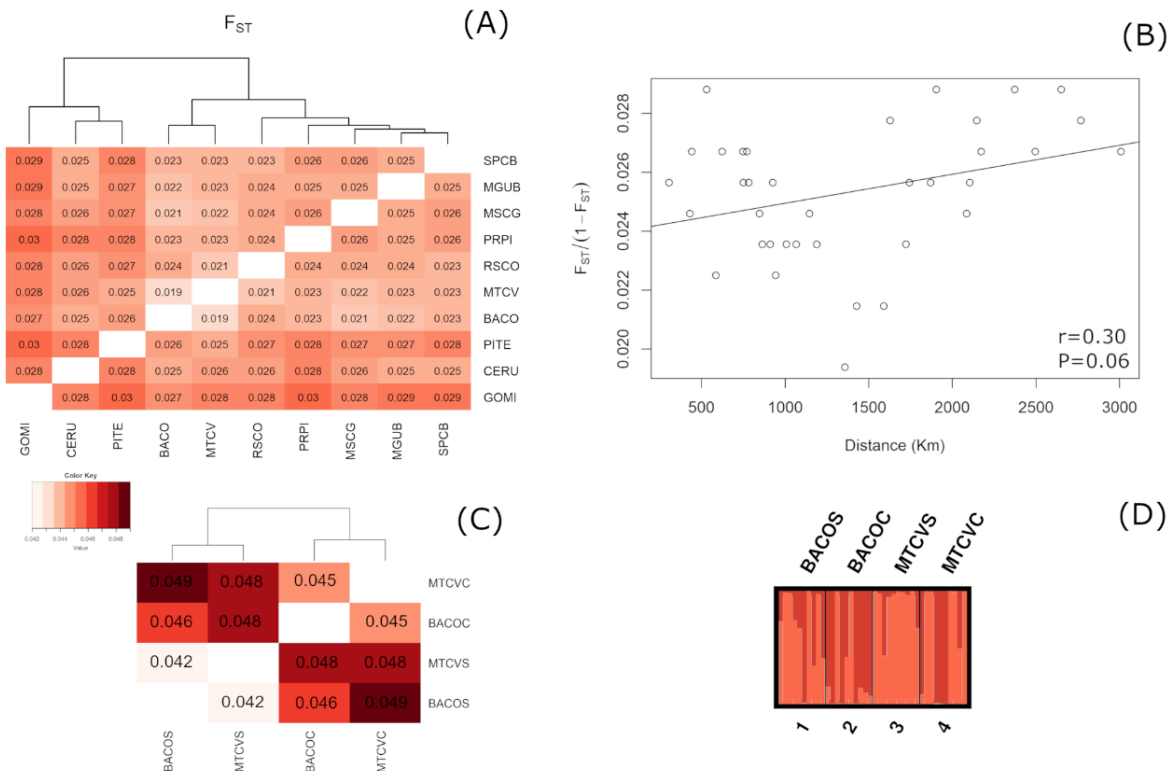 F_ST
(A)
0.029 0.025 0.028 0.023 0.023 0.023 0.026 0.026 0.025 SPCB
0.029 0.025 0.027 0.022 0.023 0.024 0.025 0.025 0.025 MGUB
0.028 0.026 0.027 0.021 0.022 0.024 0.026 0.025 0.026 MSCG
0.03 0.028 0.028 0.023 0.023 0.024 0.026 0.025 0.026 PRPI
0.028 0.026 0.027 0.024 0.021 0.024 0.024 0.024 0.023 RSCO
0.028 0.026 0.025 0.019 0.021 0.023 0.022 0.023 0.023 MTCV
0.027 0.025 0.026 0.019 0.024 0.023 0.021 0.022 0.023 BACO
0.03 0.028 0.026 0.025 0.027 0.028 0.027 0.027 0.028 PITE
0.028 0.028 0.025 0.026 0.026 0.028 0.026 0.025 0.025 CERU
0.028 0.03 0.027 0.028 0.028 0.03 0.028 0.029 0.029 GOMI
GOMI CERU PITE BACO MTCV RSCO PRPI MSCG MGUB SPCB
(B)
F_ST/(1 − F_ST)
0.028
0.026
0.024
0.022
0.020
r=0.30
P=0.06
500 1000 1500 2000 2500 3000
Distance (Km)
Color Key
0.042 0.044 0.046 0.048
Value
(C)
0.049 0.048 0.045 MTCVC
0.046 0.048 0.045 BACOC
0.042 0.048 0.048 MTCVS
0.042 0.046 0.049 BACOS
BACOS MTCVS BACOC MTCVC
(D)
BACOS BACOC MTCVS MTCVC
1 2 3 4